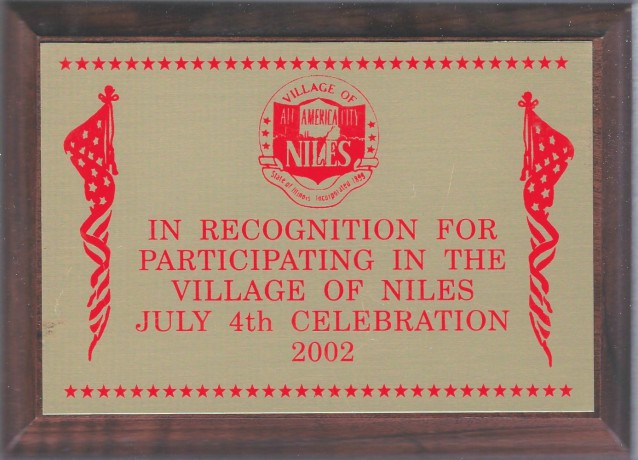 VILLAGE OF
ALL AMERICA CITY
NILES
State of Illinois Incorporated 1899
IN RECOGNITION FOR
PARTICIPATING IN THE
VILLAGE OF NILES
JULY 4th CELEBRATION
2002